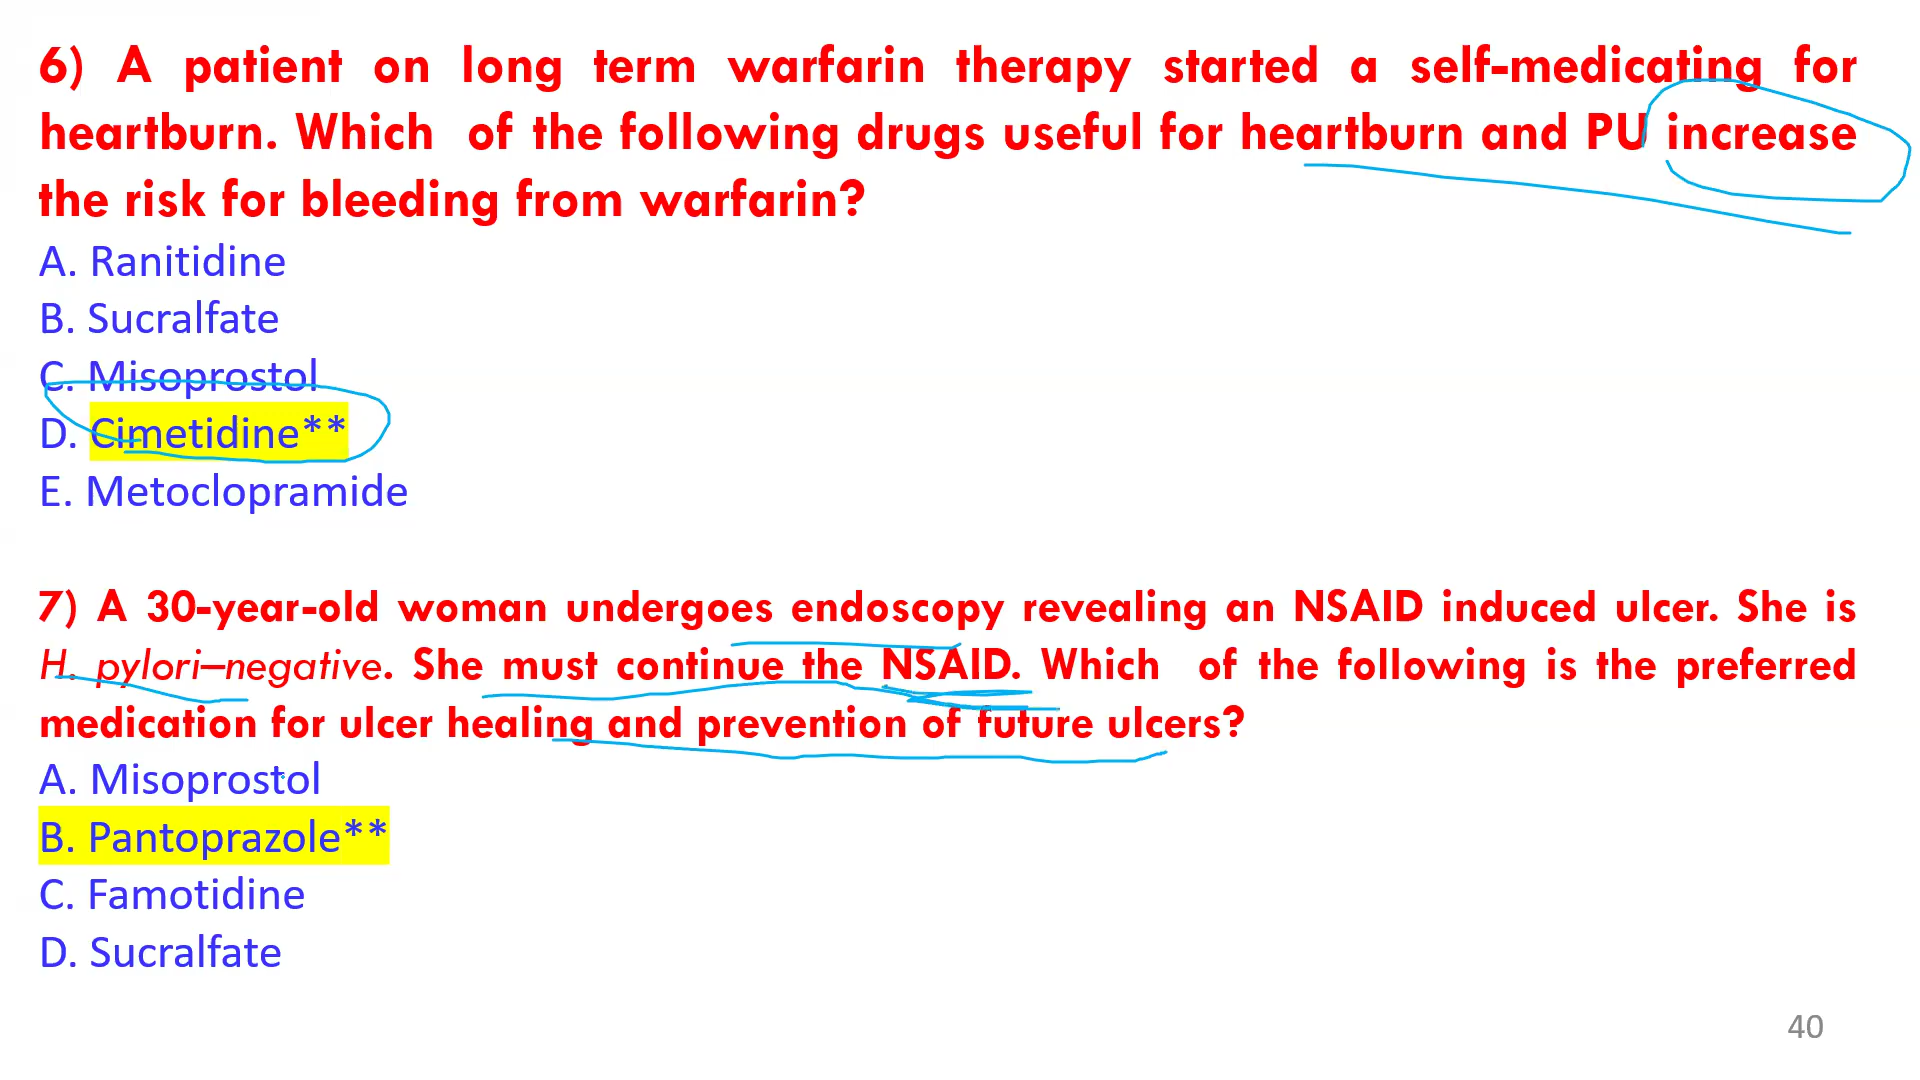 6) A patient on long term warfarin therapy started a self-medicating for
heartburn. Which of the following drugs useful for heartburn and PU increase
the risk for bleeding from warfarin?
A. Ranitidine
B. Sucralfate
C. Misoprostol
D. Cimetidine**
E. Metoclopramide
7) A 30-year-old woman undergoes endoscopy revealing an NSAID induced ulcer. She is
H. pylori–negative. She must continue the NSAID. Which of the following is the preferred
medication for ulcer healing and prevention of future ulcers?
A. Misoprostol
B. Pantoprazole**
C. Famotidine
D. Sucralfate
40